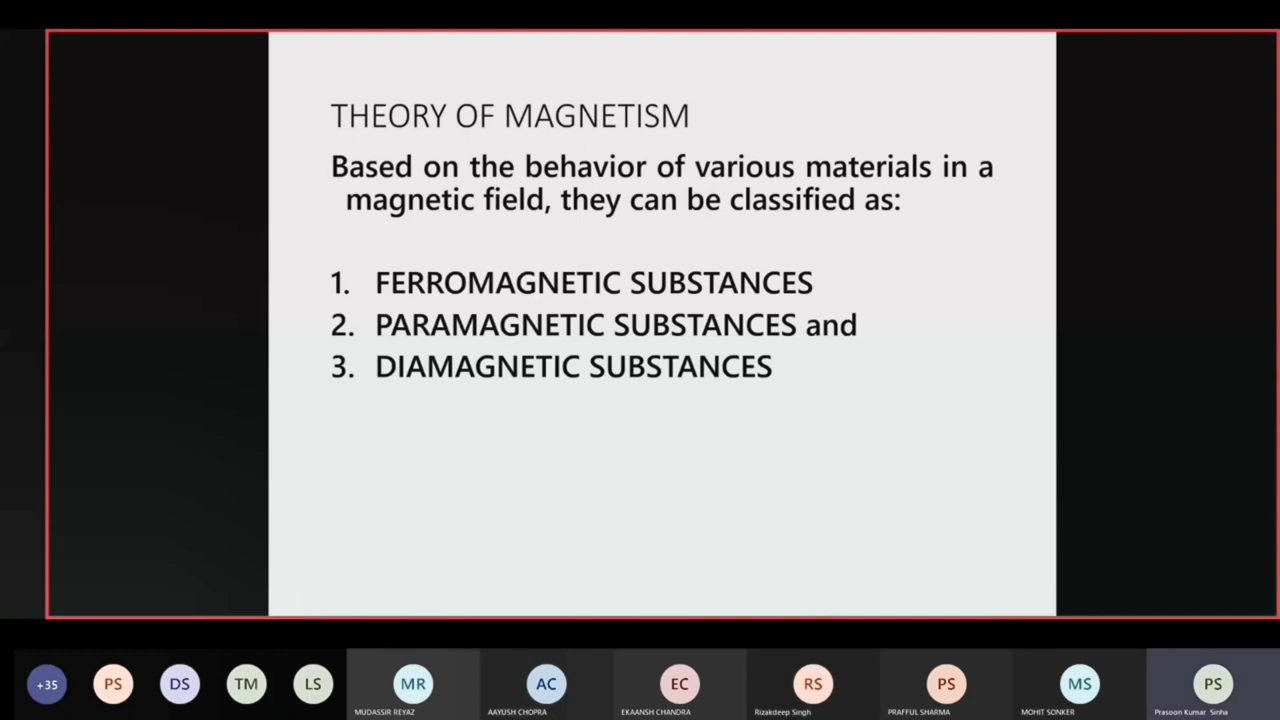 THEORY OF MAGNETISM
Based on the behavior of various materials in a
magnetic field, they can be classified as:
1. FERROMAGNETIC SUBSTANCES
2. PARAMAGNETIC SUBSTANCES and
3. DIAMAGNETIC SUBSTANCES
+35 PS DS TM LS MR AC EC RS PS MS PS
MUDASSIR REYAZ AAYUSH CHOPRA EKAANSH CHANDRA Rizakdeep Singh PRAFFUL SHARMA MOHIT SONKER Prasoon Kumar Sinha